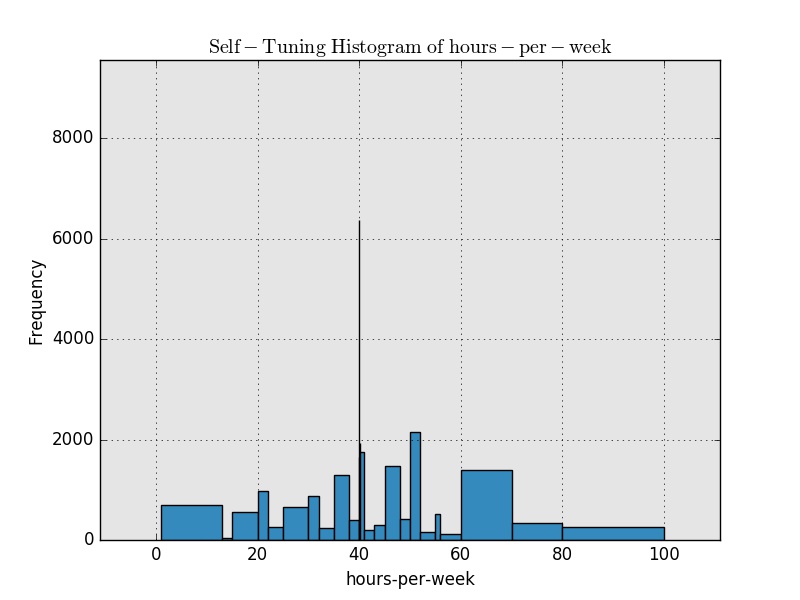 Self − Tuning Histogram of hours − per − week
8000
6000
4000
2000
0
Frequency
0 20 40 60 80 100
hours-per-week